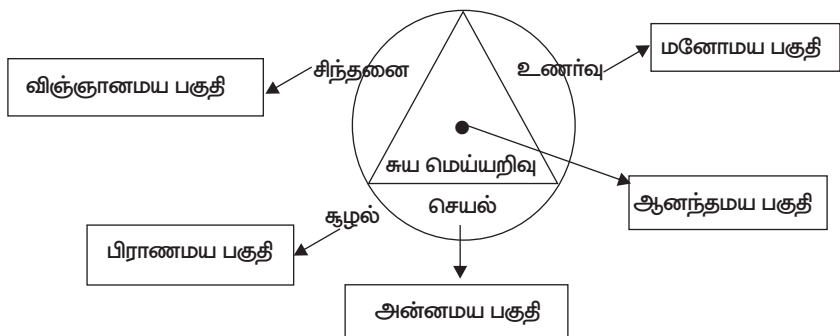 உணர்வு
மனோமய பகுதி
சிந்தனை
விஞ்ஞானமய பகுதி
சுய மெய்யறிவு
செயல்
ஆனந்தமய பகுதி
சூழல்
பிராணமய பகுதி
அன்னமய பகுதி